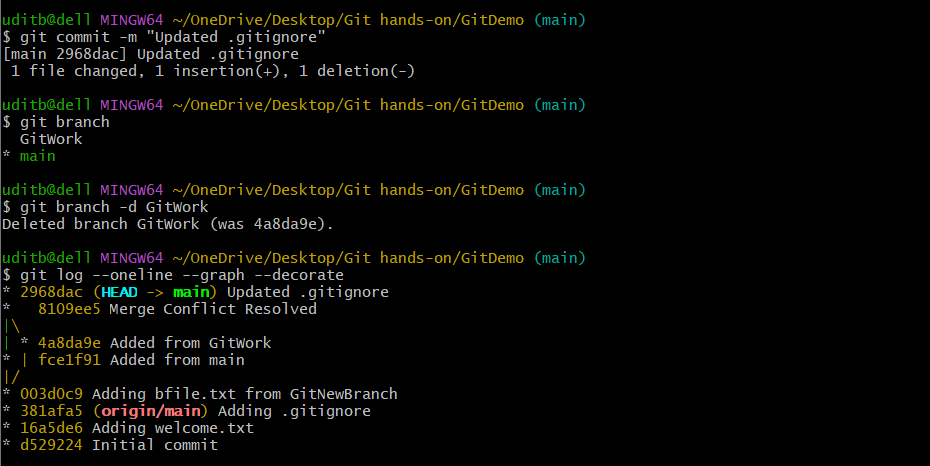 uditb@dell MINGW64 ~/OneDrive/Desktop/Git hands-on/GitDemo (main)
$ git commit -m "Updated .gitignore"
[main 2968dac] Updated .gitignore
 1 file changed, 1 insertion(+), 1 deletion(-)

uditb@dell MINGW64 ~/OneDrive/Desktop/Git hands-on/GitDemo (main)
$ git branch
  GitWork
* main

uditb@dell MINGW64 ~/OneDrive/Desktop/Git hands-on/GitDemo (main)
$ git branch -d GitWork
Deleted branch GitWork (was 4a8da9e).

uditb@dell MINGW64 ~/OneDrive/Desktop/Git hands-on/GitDemo (main)
$ git log --oneline --graph --decorate
* 2968dac (HEAD -> main) Updated .gitignore
*   8109ee5 Merge Conflict Resolved
|\
| * 4a8da9e Added from GitWork
* | fce1f91 Added from main
|/
* 003d0c9 Adding bfile.txt from GitNewBranch
* 381afa5 (origin/main) Adding .gitignore
* 16a5de6 Adding welcome.txt
* d529224 Initial commit